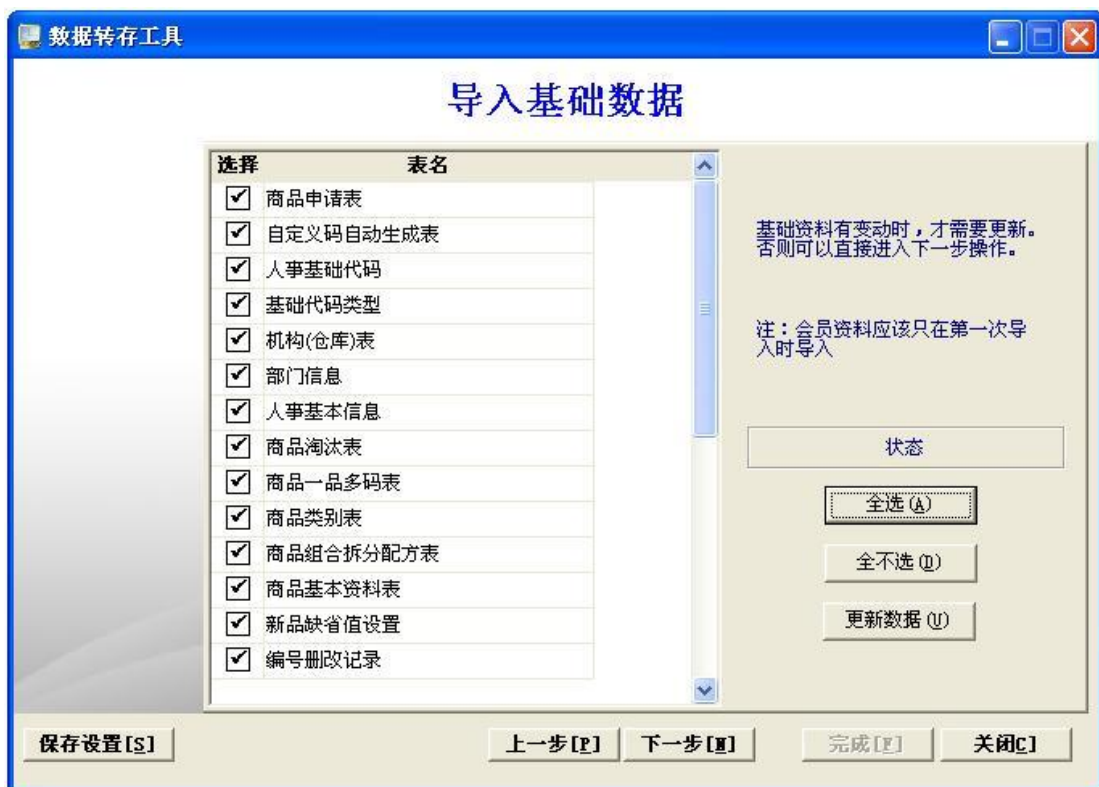 数据转存工具
导入基础数据
选择 表名
商品申请表
自定义码自动生成表
人事基础代码
基础代码类型
机构(仓库)表
部门信息
人事基本信息
商品淘汰表
商品一品多码表
商品类别表
商品组合拆分配方表
商品基本资料表
新品缺省值设置
编号删改记录
基础资料有变动时，才需要更新。
否则可以直接进入下一步操作。
注：会员资料应该只在第一次导
入时导入
状态
全选(A)
全不选(D)
更新数据(U)
保存设置[S] 上一步[P] 下一步[N] 完成[F] 关闭C]